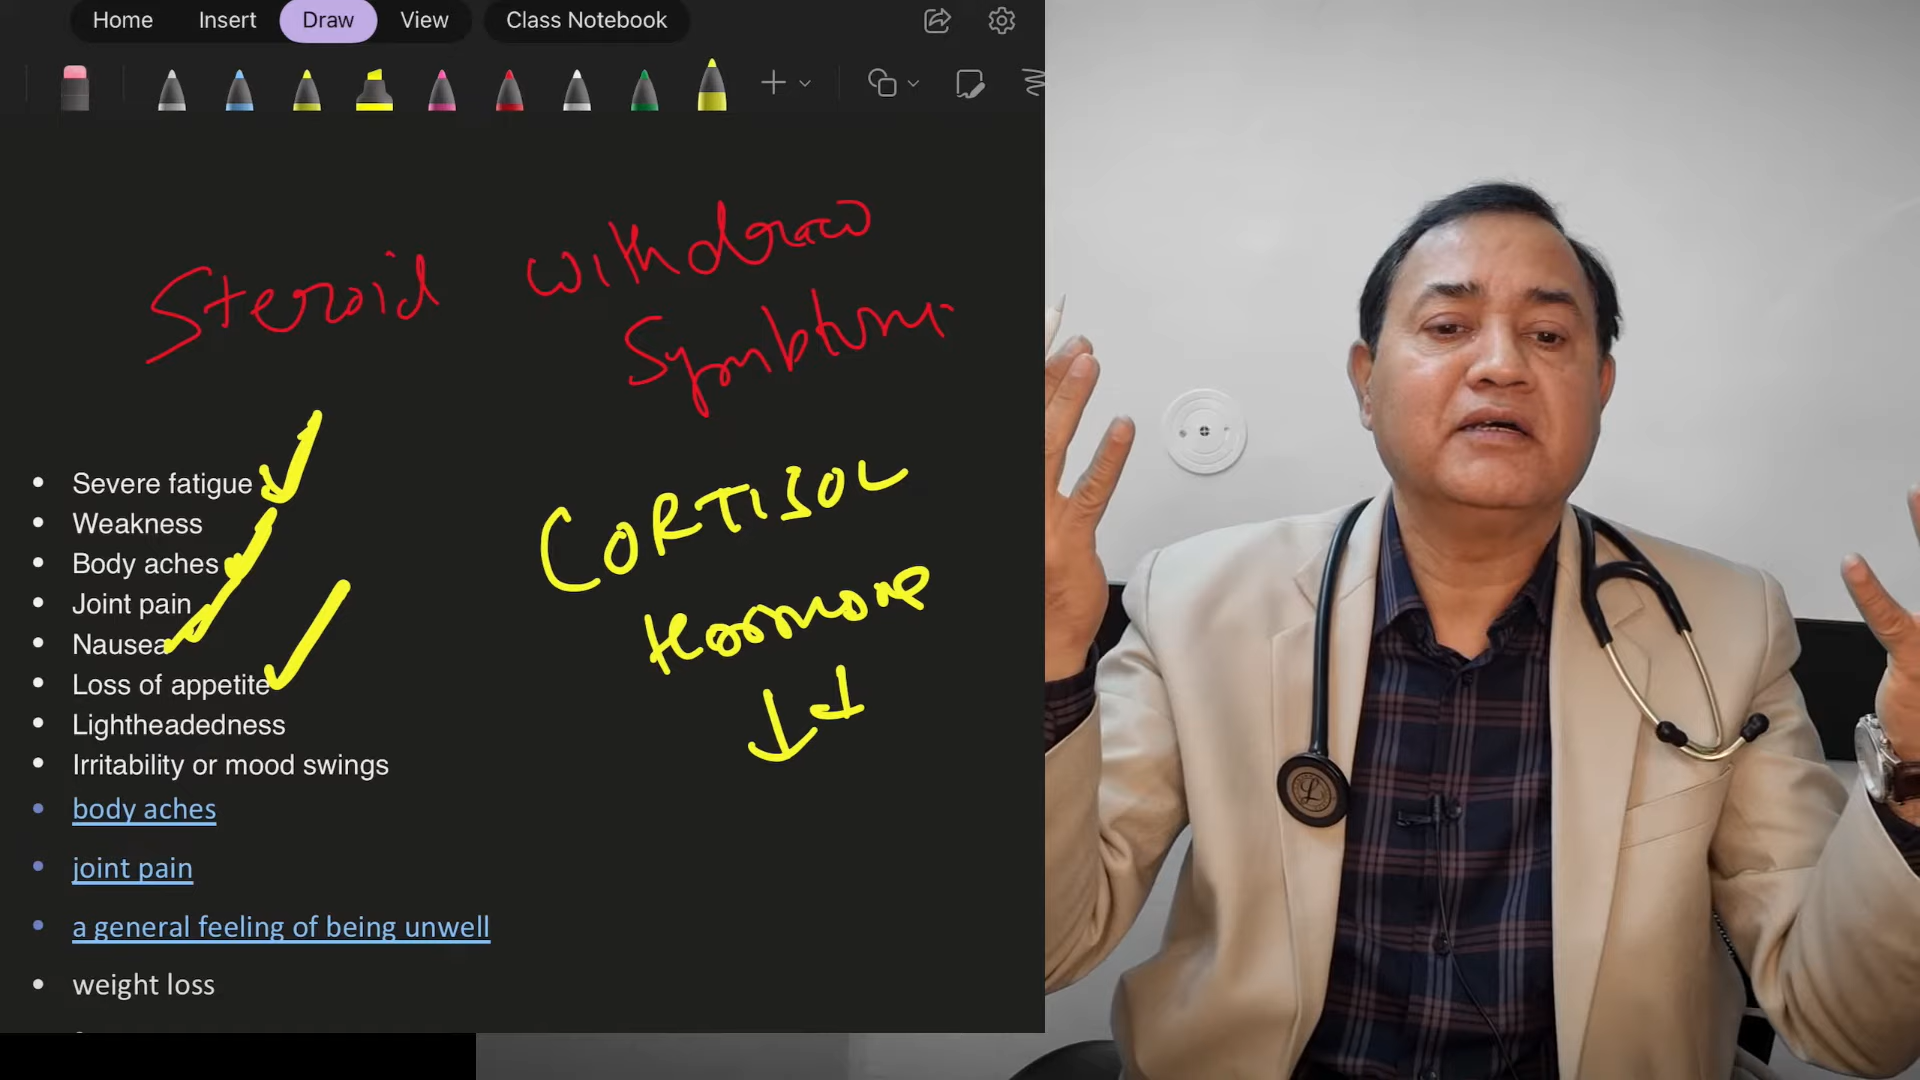 Home Insert Draw View Class Notebook
Steroid withdraw
Symptoms
Severe fatigue
Weakness
Body aches
Joint pain
Nausea
Loss of appetite
Lightheadedness
Irritability or mood swings
body aches
joint pain
a general feeling of being unwell
weight loss
CORTISOL
Hormone